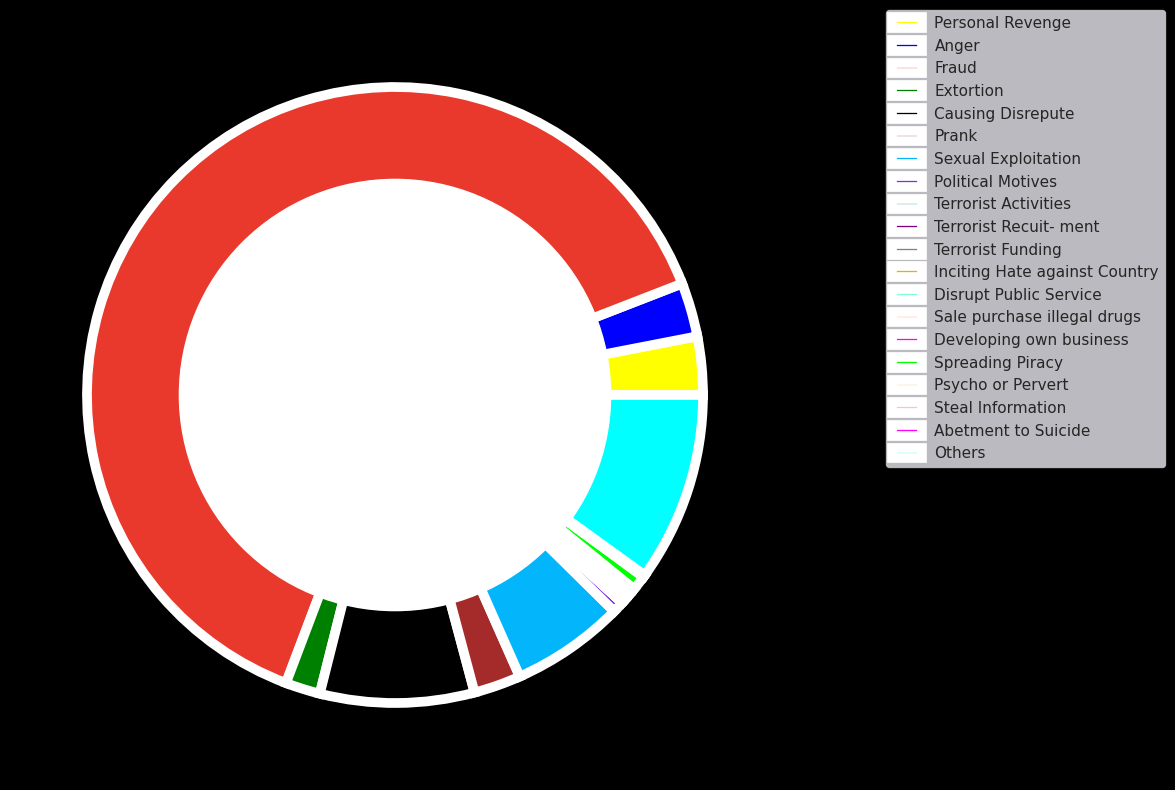 Personal Revenge
Anger
Fraud
Extortion
Causing Disrepute
Prank
Sexual Exploitation
Political Motives
Terrorist Activities
Terrorist Recuit- ment
Terrorist Funding
Inciting Hate against Country
Disrupt Public Service
Sale purchase illegal drugs
Developing own business
Spreading Piracy
Psycho or Pervert
Steal Information
Abetment to Suicide
Others